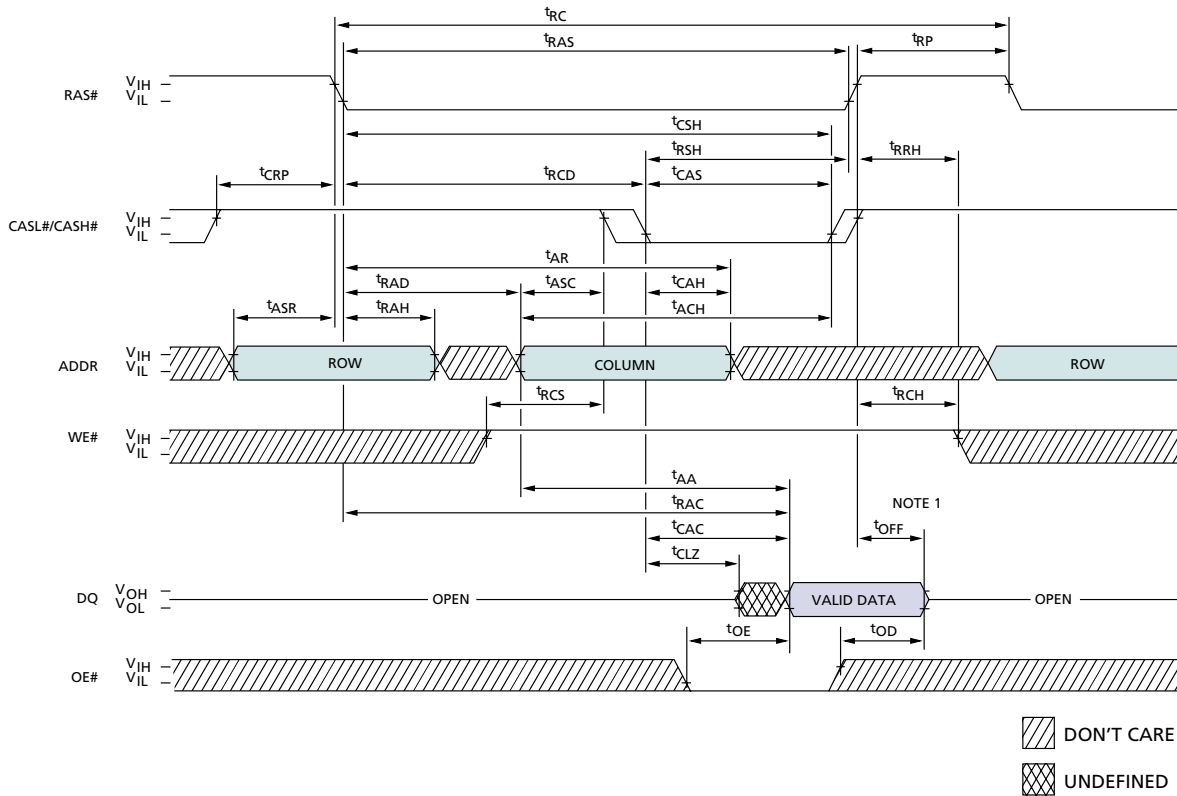 tRC
tRAS
tRP
RAS#
VIH
VIL
tCSH
tRSH
tRRH
tCRP
tRCD
tCAS
CASL#/CASH#
VIH
VIL
tAR
tRAD
tASC
tCAH
tASR
tRAH
tACH
ADDR
VIH
VIL
ROW
COLUMN
ROW
tRCS
tRCH
WE#
VIH
VIL
tAA
tRAC
NOTE 1
tCAC
tOFF
tCLZ
DQ
VOH
VOL
OPEN
VALID DATA
OPEN
tOE
tOD
OE#
VIH
VIL
DON'T CARE
UNDEFINED